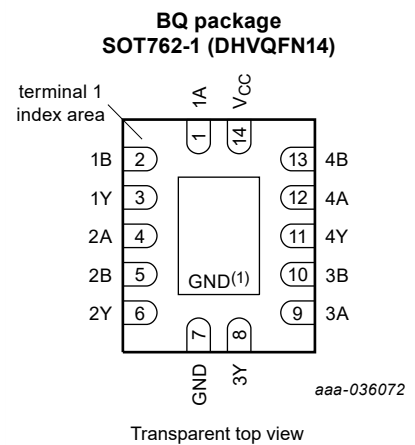 BQ package
SOT762-1 (DHVQFN14)
terminal 1
index area
1A
VCC
1
14
1B 2
13 4B
1Y 3
12 4A
2A 4
11 4Y
2B 5
10 3B
2Y 6
9 3A
GND(1)
7
8
GND
3Y
aaa-036072
Transparent top view